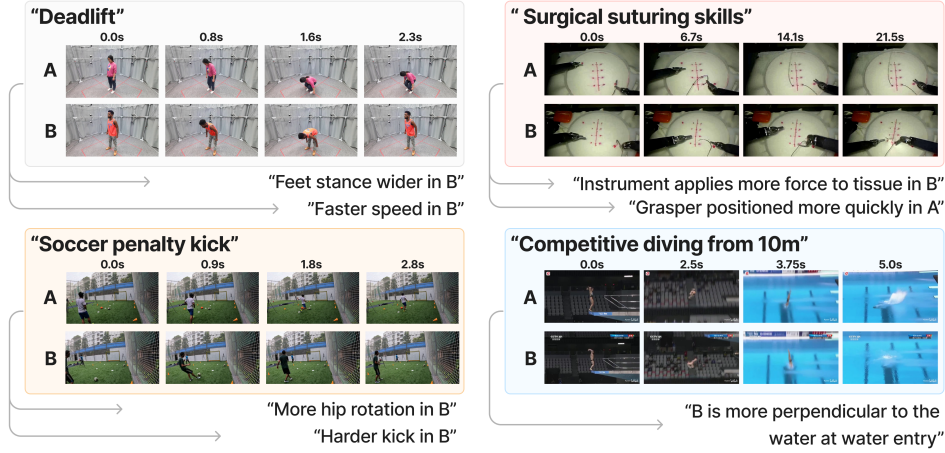 “Deadlift”
0.0s 0.8s 1.6s 2.3s
A
B
“Feet stance wider in B”
”Faster speed in B”
“ Surgical suturing skills”
0.0s 6.7s 14.1s 21.5s
A
B
“Instrument applies more force to tissue in B”
“Grasper positioned more quickly in A”
“Soccer penalty kick”
0.0s 0.9s 1.8s 2.8s
A
B
“More hip rotation in B”
“Harder kick in B”
“Competitive diving from 10m”
0.0s 2.5s 3.75s 5.0s
A
B
“B is more perpendicular to the
water at water entry”